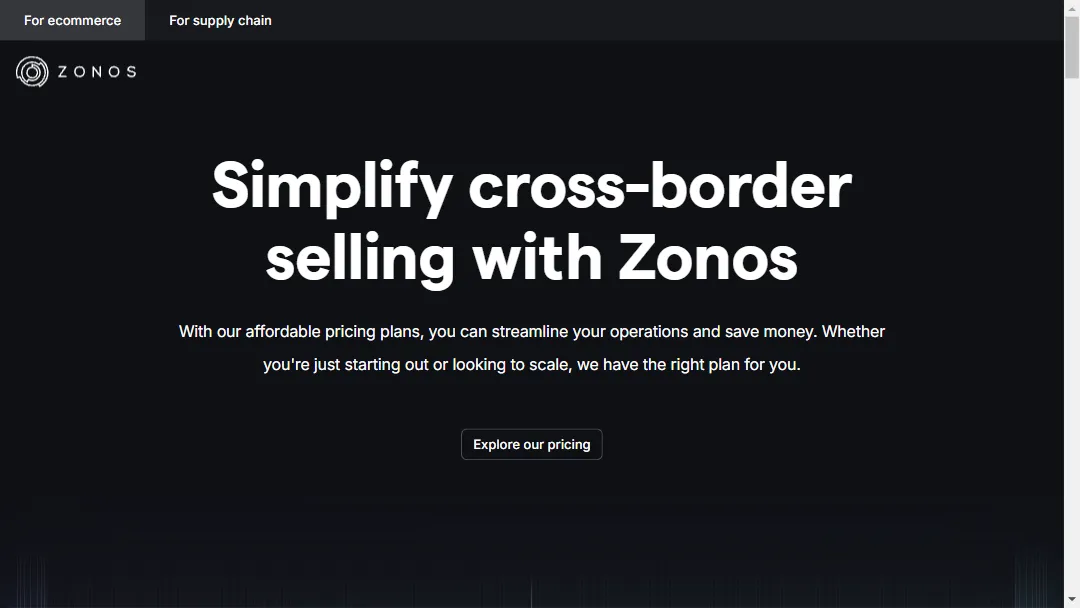 For ecommerce
For supply chain
ZONOS
Simplify cross-border
selling with Zonos
With our affordable pricing plans, you can streamline your operations and save money. Whether
you're just starting out or looking to scale, we have the right plan for you.
Explore our pricing